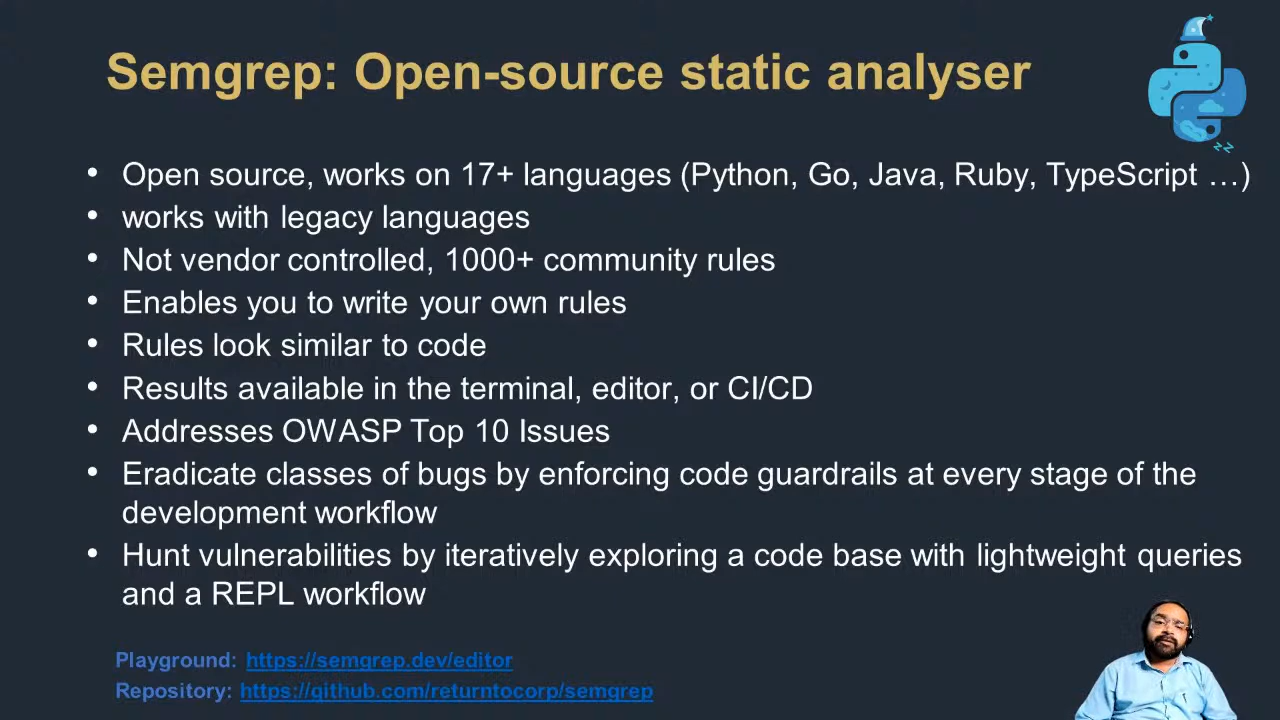 Semgrep: Open-source static analyser
• Open source, works on 17+ languages (Python, Go, Java, Ruby, TypeScript …)
• works with legacy languages
• Not vendor controlled, 1000+ community rules
• Enables you to write your own rules
• Rules look similar to code
• Results available in the terminal, editor, or CI/CD
• Addresses OWASP Top 10 Issues
• Eradicate classes of bugs by enforcing code guardrails at every stage of the
development workflow
• Hunt vulnerabilities by iteratively exploring a code base with lightweight queries
and a REPL workflow
Playground: https://semgrep.dev/editor
Repository: https://github.com/returntocorp/semgrep
zz